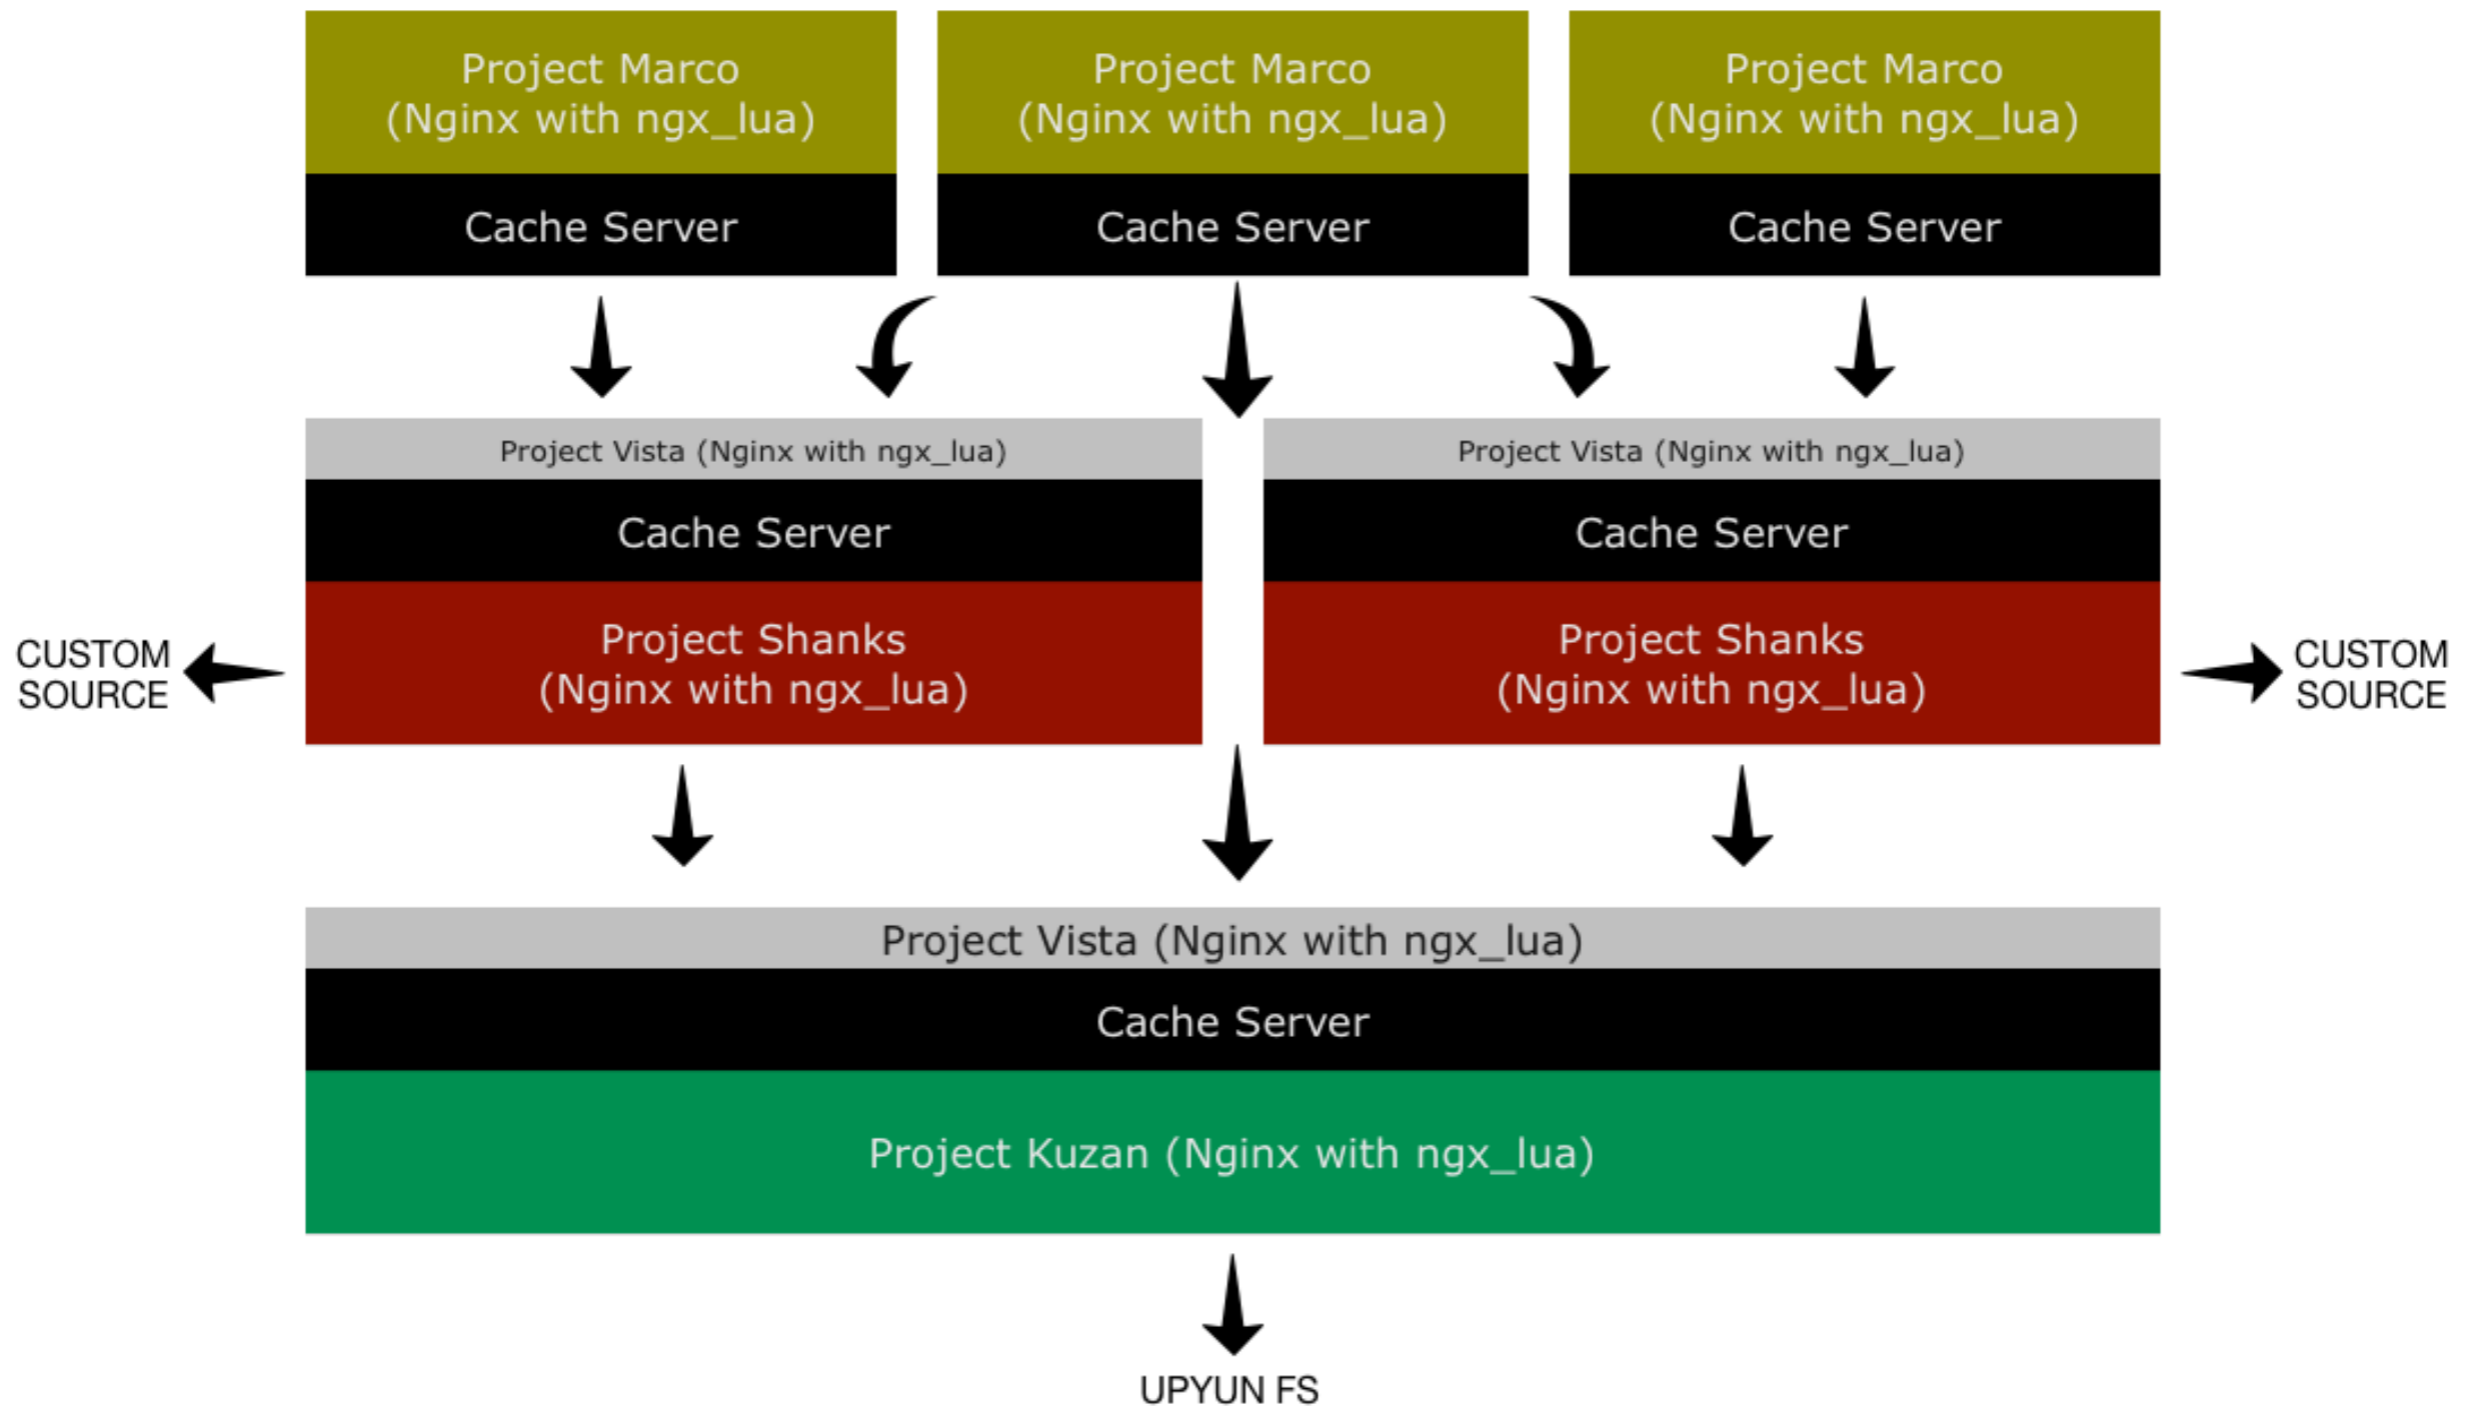 Project Marco
(Nginx with ngx_lua)
Cache Server
Project Marco
(Nginx with ngx_lua)
Cache Server
Project Marco
(Nginx with ngx_lua)
Cache Server
Project Vista (Nginx with ngx_lua)
Cache Server
Project Shanks
(Nginx with ngx_lua)
Project Vista (Nginx with ngx_lua)
Cache Server
Project Shanks
(Nginx with ngx_lua)
CUSTOM
SOURCE
CUSTOM
SOURCE
Project Vista (Nginx with ngx_lua)
Cache Server
Project Kuzan (Nginx with ngx_lua)
UPYUN FS